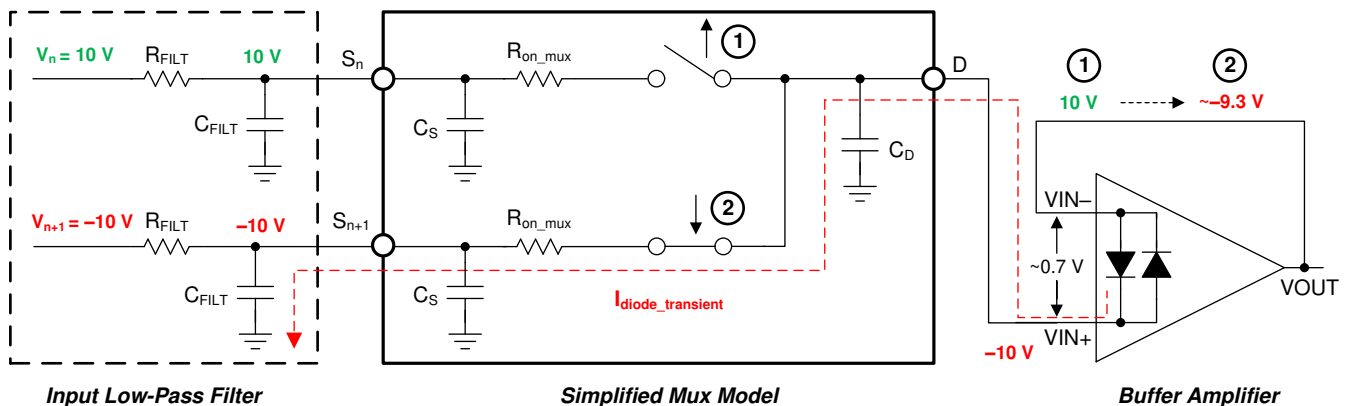 Vn = 10 V
RFILT
10 V
Sn
Ron_mux
1
D
1
2
10 V
~–9.3 V
CFILT
CS
CD
Vn+1 = –10 V
RFILT
–10 V
Sn+1
Ron_mux
2
VIN–
~0.7 V
VOUT
CFILT
CS
Idiode_transient
VIN+
–10 V
Input Low-Pass Filter
Simplified Mux Model
Buffer Amplifier